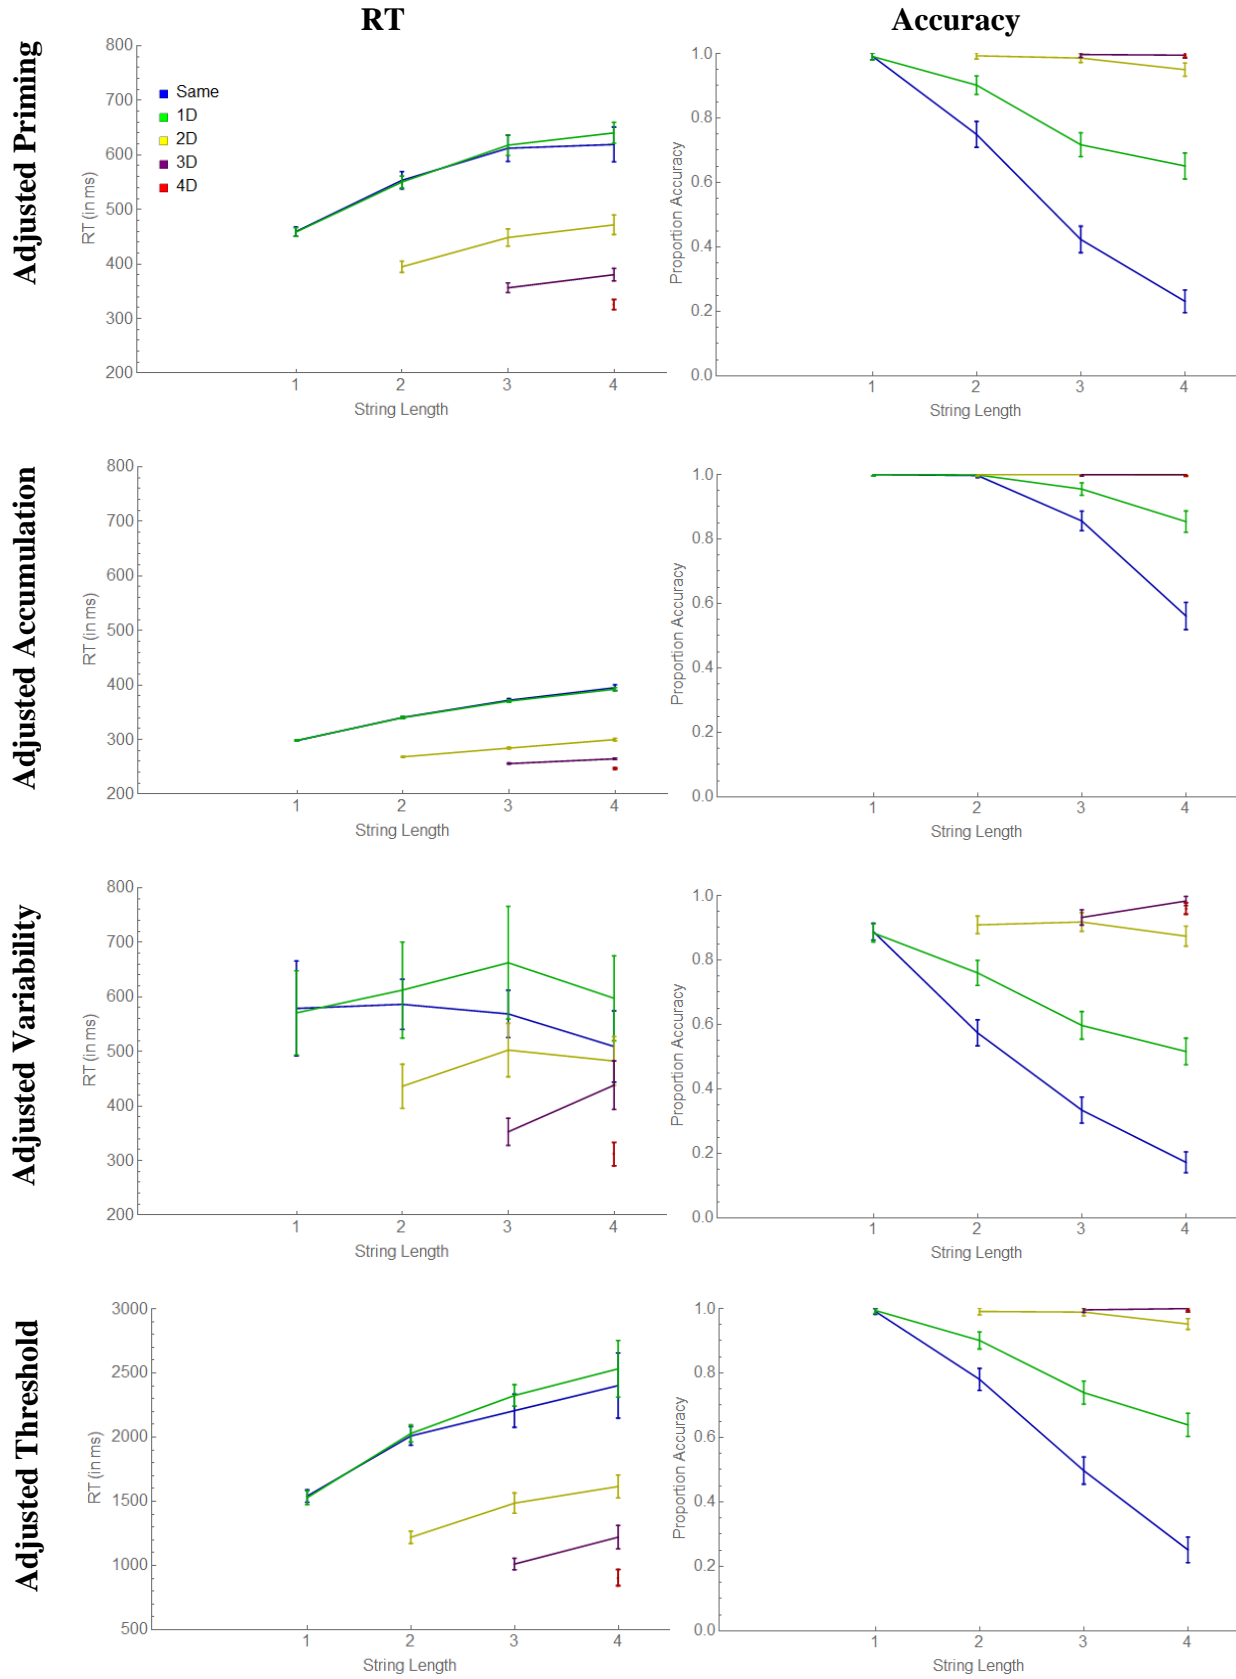 RT
Accuracy
Adjusted Priming
800
700
600
500
400
300
200
RT (in ms)
Same
1D
2D
3D
4D
1 2 3 4
String Length
1.0
0.8
0.6
0.4
0.2
0.0
Proportion Accuracy
1 2 3 4
String Length
Adjusted Accumulation
800
700
600
500
400
300
200
RT (in ms)
1 2 3 4
String Length
1.0
0.8
0.6
0.4
0.2
0.0
Proportion Accuracy
1 2 3 4
String Length
Adjusted Variability
800
700
600
500
400
300
200
RT (in ms)
1 2 3 4
String Length
1.0
0.8
0.6
0.4
0.2
0.0
Proportion Accuracy
1 2 3 4
String Length
Adjusted Threshold
3000
2500
2000
1500
1000
500
RT (in ms)
1 2 3 4
String Length
1.0
0.8
0.6
0.4
0.2
0.0
Proportion Accuracy
1 2 3 4
String Length